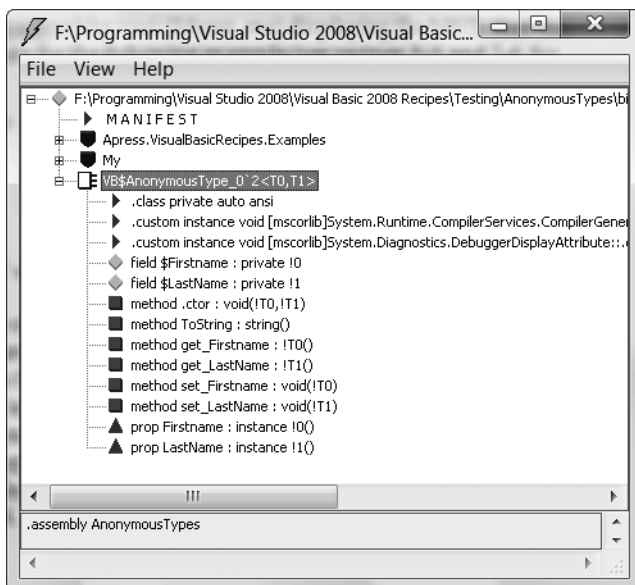 F:\Programming\Visual Studio 2008\Visual Basic...
File View Help
F:\Programming\Visual Studio 2008\Visual Basic 2008 Recipes\Testing\AnonymousTypes\bi
M A N I F E S T
Apress.VisualBasicRecipes.Examples
My
VB$AnonymousType_0`2<T0,T1>
.class private auto ansi
.custom instance void [mscorlib]System.Runtime.CompilerServices.CompilerGener
.custom instance void [mscorlib]System.Diagnostics.DebuggerDisplayAttribute::.
field $Firstname : private !0
field $LastName : private !1
method .ctor : void(!T0,!T1)
method ToString : string()
method get_Firstname : !T0()
method get_LastName : !T1()
method set_Firstname : void(!T0)
method set_LastName : void(!T1)
prop Firstname : instance !0()
prop LastName : instance !1()
.assembly AnonymousTypes